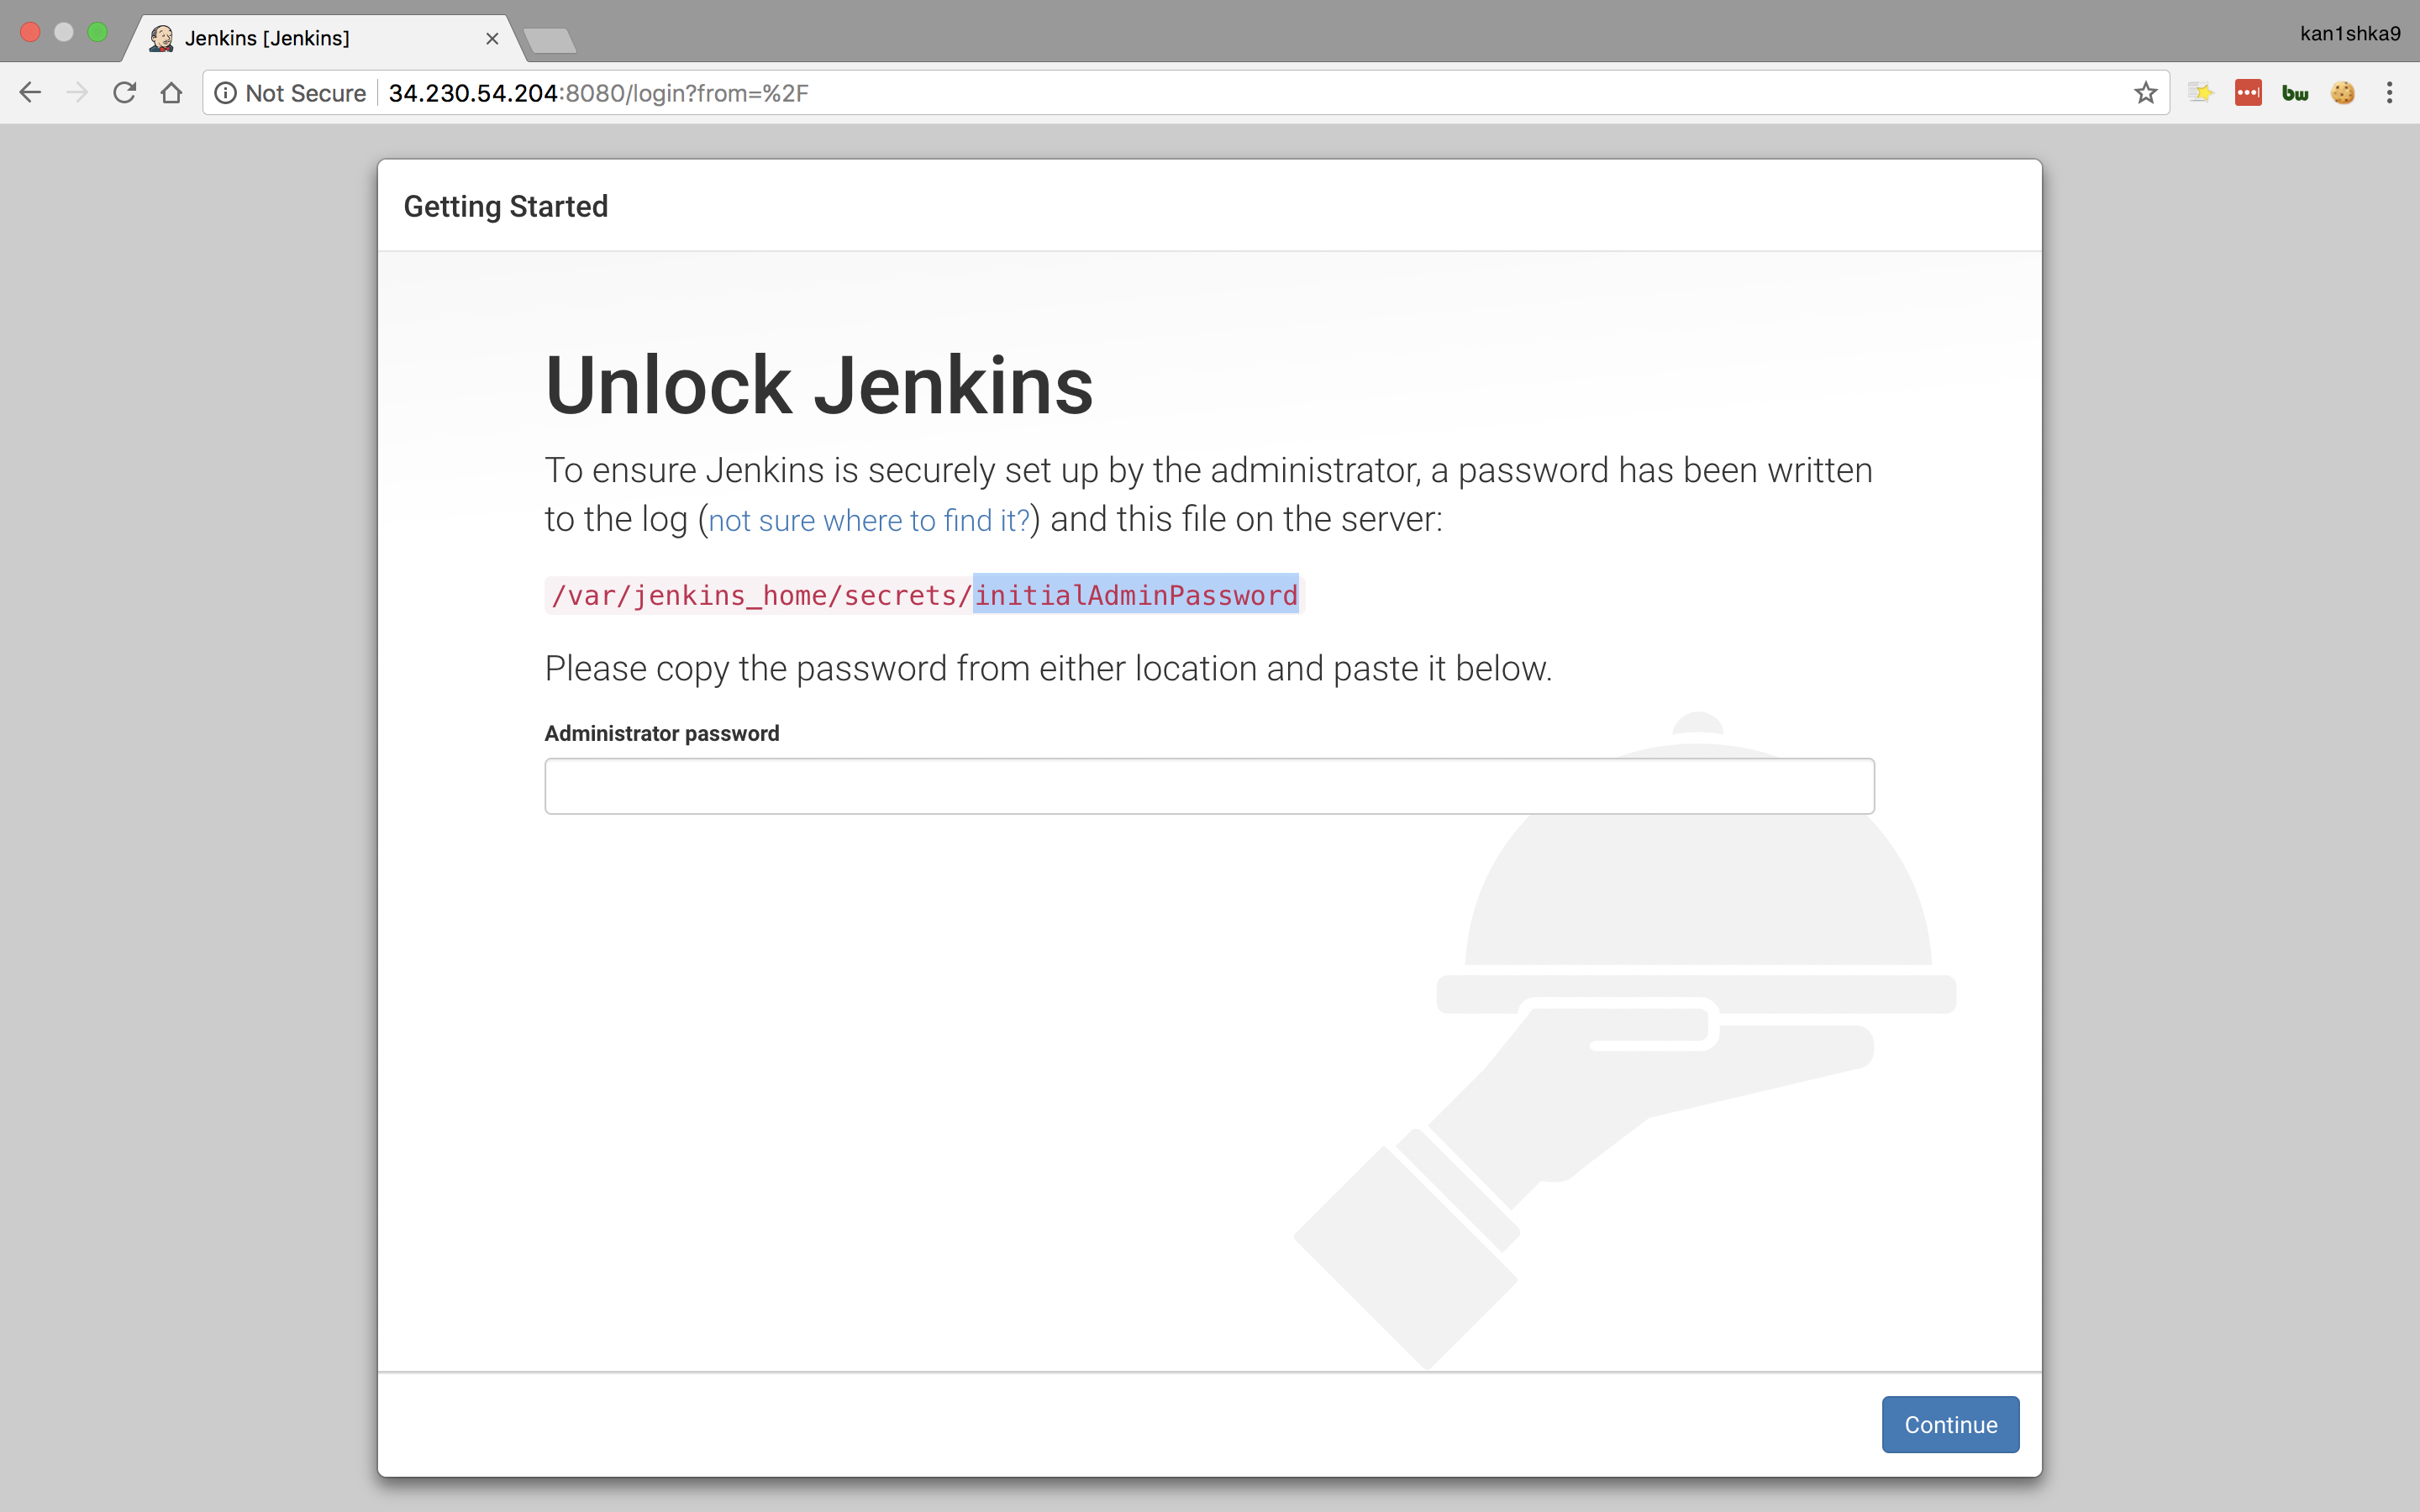 Jenkins [Jenkins]
kan1shka9
Not Secure 34.230.54.204:8080/login?from=%2F
bw
Getting Started
Unlock Jenkins
To ensure Jenkins is securely set up by the administrator, a password has been written
to the log (not sure where to find it?) and this file on the server:
/var/jenkins_home/secrets/initialAdminPassword
Please copy the password from either location and paste it below.
Administrator password
Continue